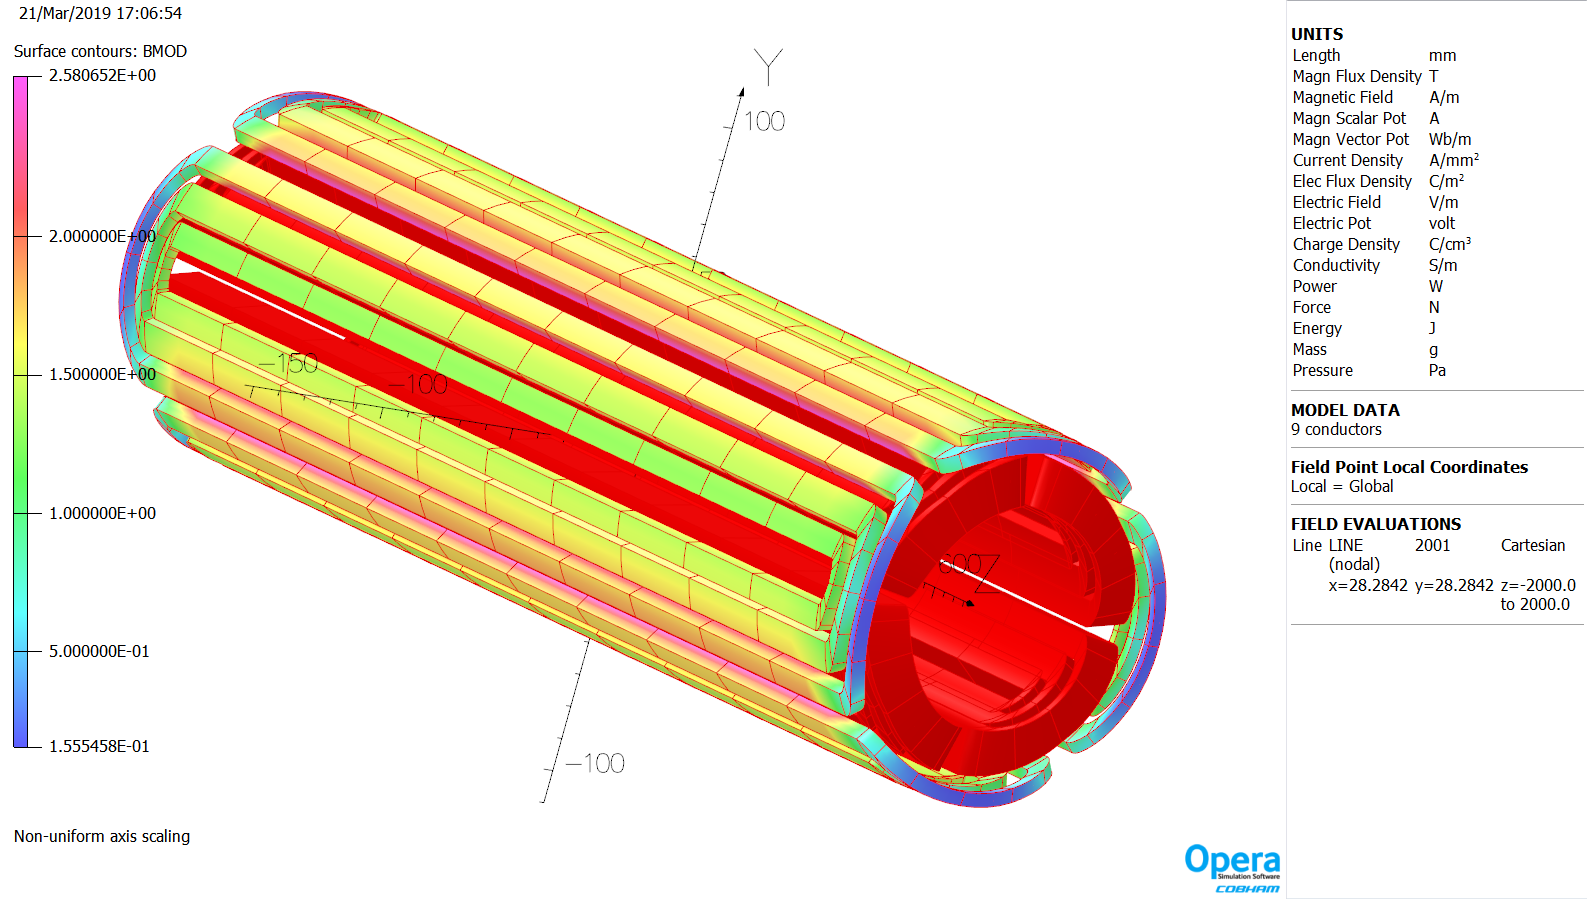 21/Mar/2019 17:06:54
Surface contours: BMOD
2.580652E+00
2.000000E+00
1.500000E+00
1.000000E+00
5.000000E-01
1.555458E-01
Non-uniform axis scaling
Y
100
-150
-100
600
Z
-100
Opera
Simulation Software
COBHAM
UNITS
Length mm
Magn Flux Density T
Magnetic Field A/m
Magn Scalar Pot A
Magn Vector Pot Wb/m
Current Density A/mm²
Elec Flux Density C/m²
Electric Field V/m
Electric Pot volt
Charge Density C/cm³
Conductivity S/m
Power W
Force N
Energy J
Mass g
Pressure Pa
MODEL DATA
9 conductors
Field Point Local Coordinates
Local = Global
FIELD EVALUATIONS
Line LINE 2001 Cartesian
(nodal)
x=28.2842 y=28.2842 z=-2000.0
to 2000.0